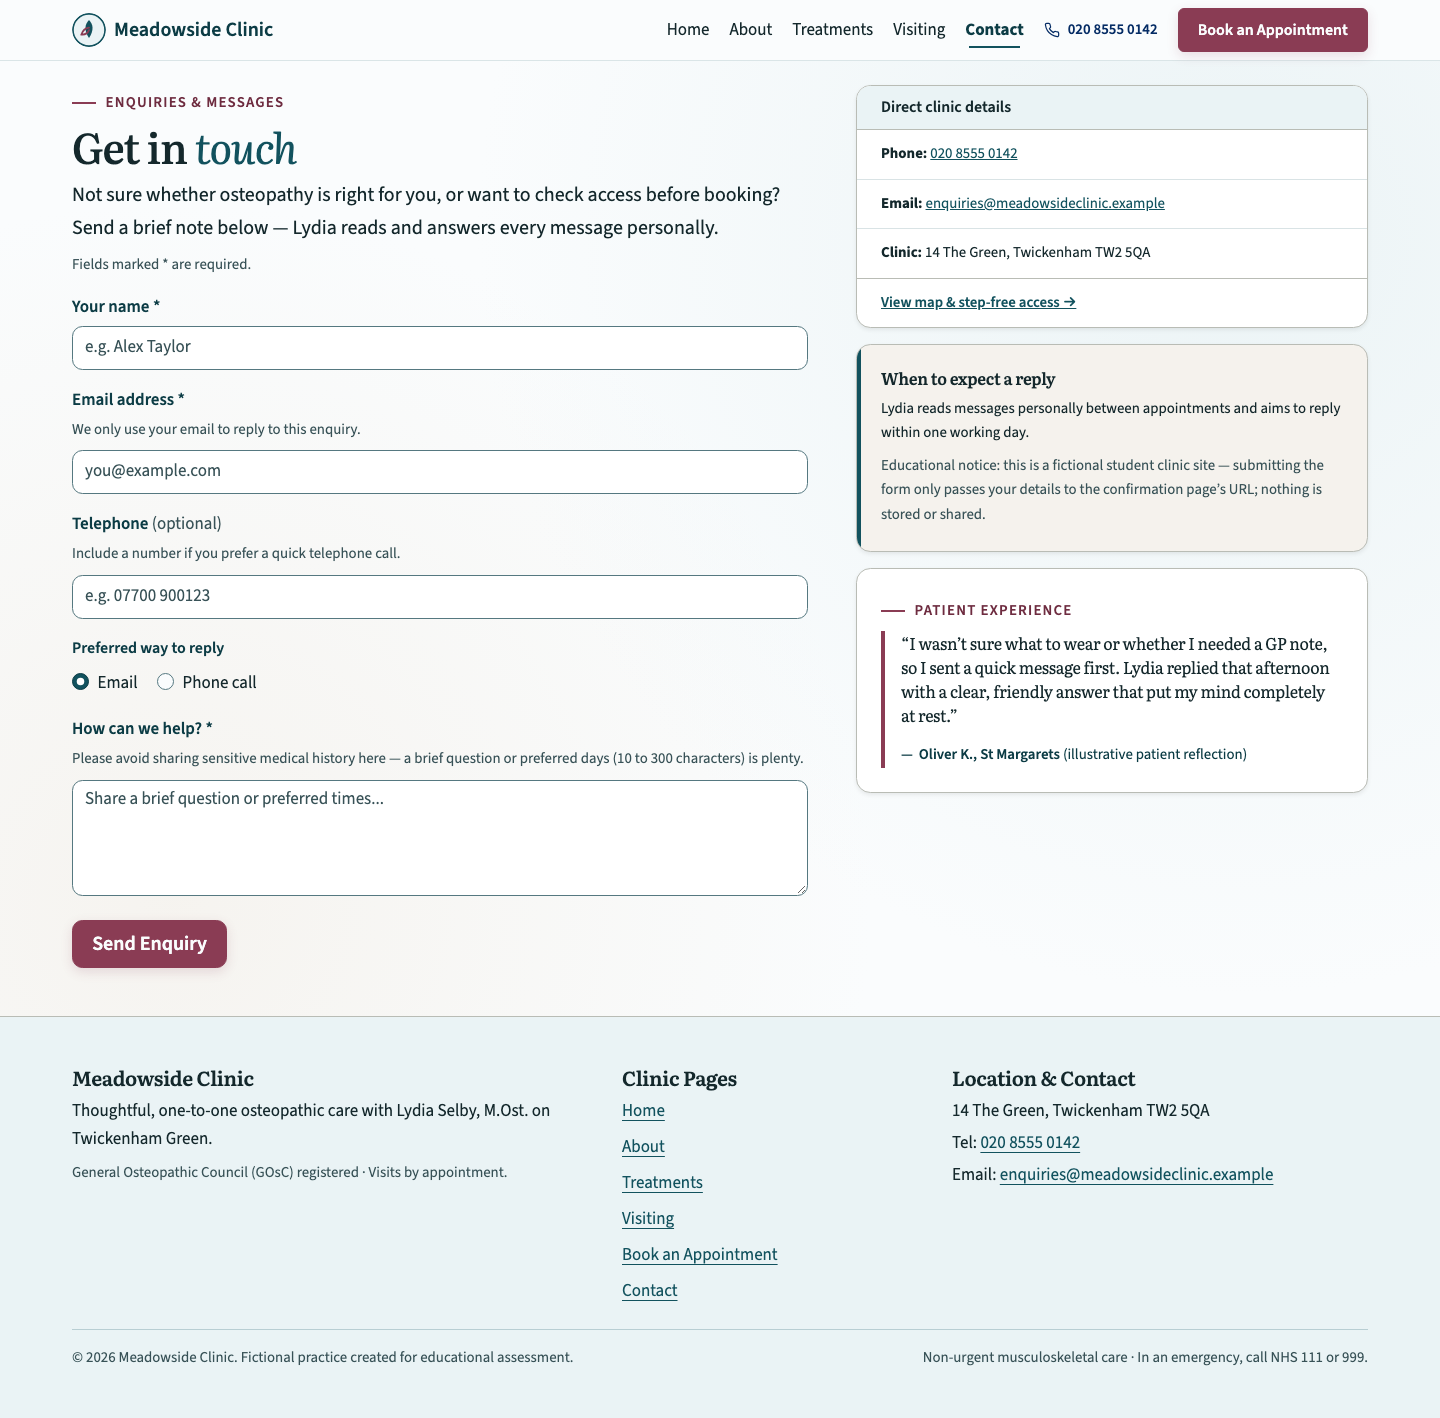 Meadowside Clinic
Home
About
Treatments
Visiting
Contact
020 8555 0142
Book an Appointment
ENQUIRIES & MESSAGES
Get in touch
Not sure whether osteopathy is right for you, or want to check access before booking?
Send a brief note below — Lydia reads and answers every message personally.
Fields marked * are required.
Your name *
e.g. Alex Taylor
Email address *
We only use your email to reply to this enquiry.
you@example.com
Telephone (optional)
Include a number if you prefer a quick telephone call.
e.g. 07700 900123
Preferred way to reply
Email
Phone call
How can we help? *
Please avoid sharing sensitive medical history here — a brief question or preferred days (10 to 300 characters) is plenty.
Share a brief question or preferred times...
Send Enquiry
Direct clinic details
Phone: 020 8555 0142
Email: enquiries@meadowsideclinic.example
Clinic: 14 The Green, Twickenham TW2 5QA
View map & step-free access →
When to expect a reply
Lydia reads messages personally between appointments and aims to reply
within one working day.
Educational notice: this is a fictional student clinic site — submitting the
form only passes your details to the confirmation page’s URL; nothing is
stored or shared.
PATIENT EXPERIENCE
“I wasn’t sure what to wear or whether I needed a GP note,
so I sent a quick message first. Lydia replied that afternoon
with a clear, friendly answer that put my mind completely
at rest.”
— Oliver K., St Margarets (illustrative patient reflection)
Meadowside Clinic
Thoughtful, one-to-one osteopathic care with Lydia Selby, M.Ost. on
Twickenham Green.
General Osteopathic Council (GOsC) registered · Visits by appointment.
Clinic Pages
Home
About
Treatments
Visiting
Book an Appointment
Contact
Location & Contact
14 The Green, Twickenham TW2 5QA
Tel: 020 8555 0142
Email: enquiries@meadowsideclinic.example
© 2026 Meadowside Clinic. Fictional practice created for educational assessment.
Non-urgent musculoskeletal care · In an emergency, call NHS 111 or 999.